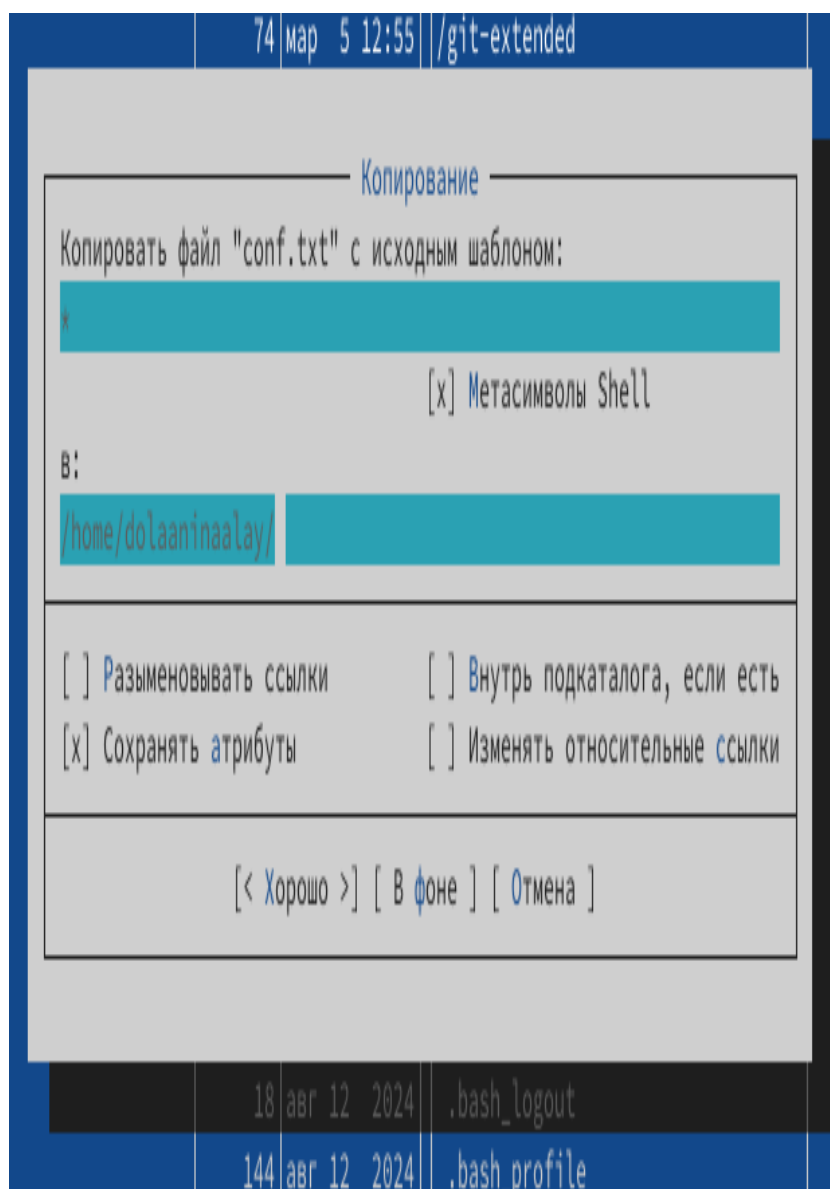 74 мар 5 12:55 /git-extended
Копирование
Копировать файл "conf.txt" с исходным шаблоном:
*
[x] Метасимволы Shell
в:
/home/dolaaninaalay/
[ ] Разыменовывать ссылки [ ] Внутрь подкаталога, если есть
[x] Сохранять атрибуты [ ] Изменять относительные ссылки
[< Хорошо >] [ В фоне ] [ Отмена ]
18 авг 12 2024 .bash_logout
144 авг 12 2024 .bash_profile